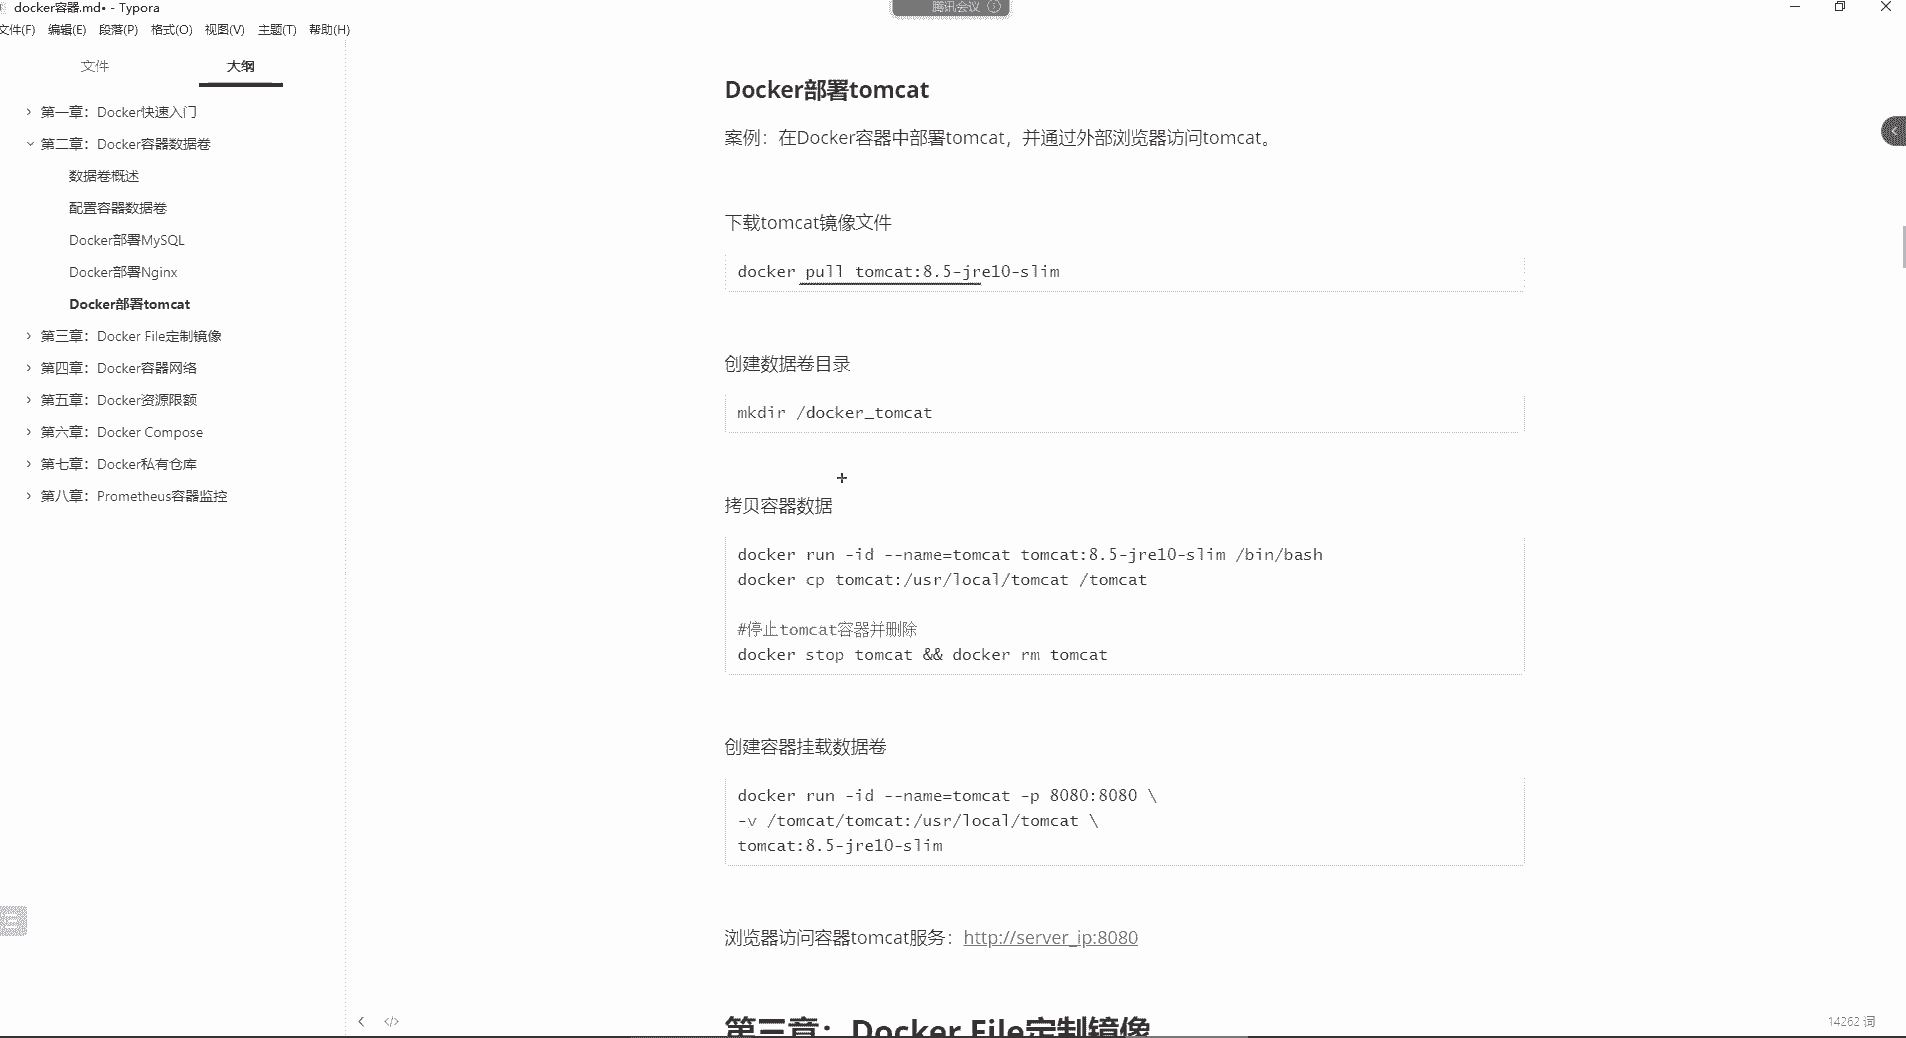 docker容器.md• - Typora
腾讯会议
文件(F) 编辑(E) 段落(P) 格式(O) 视图(V) 主题(T) 帮助(H)
文件 大纲
第一章：Docker快速入门
第二章：Docker容器数据卷
数据卷概述
配置容器数据卷
Docker部署MySQL
Docker部署Nginx
Docker部署tomcat
第三章：Docker File定制镜像
第四章：Docker容器网络
第五章：Docker资源限额
第六章：Docker Compose
第七章：Docker私有仓库
第八章：Prometheus容器监控
Docker部署tomcat
案例：在Docker容器中部署tomcat，并通过外部浏览器访问tomcat。
下载tomcat镜像文件
docker pull tomcat:8.5-jre10-slim
创建数据卷目录
mkdir /docker_tomcat
拷贝容器数据
docker run -id --name=tomcat tomcat:8.5-jre10-slim /bin/bash
docker cp tomcat:/usr/local/tomcat /tomcat
#停止tomcat容器并删除
docker stop tomcat && docker rm tomcat
创建容器挂载数据卷
docker run -id --name=tomcat -p 8080:8080 \
-v /tomcat/tomcat:/usr/local/tomcat \
tomcat:8.5-jre10-slim
浏览器访问容器tomcat服务：http://server_ip:8080
第三章：Docker File定制镜像
14262 词